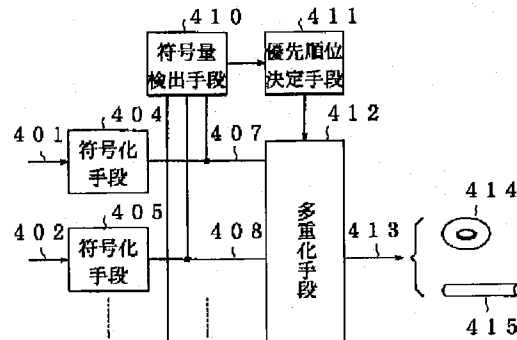 410
411
符号量
検出手段
優先順位
決定手段
404
407
412
401
符号化
手段
405
402
符号化
手段
408
多重化手段
413
414
415